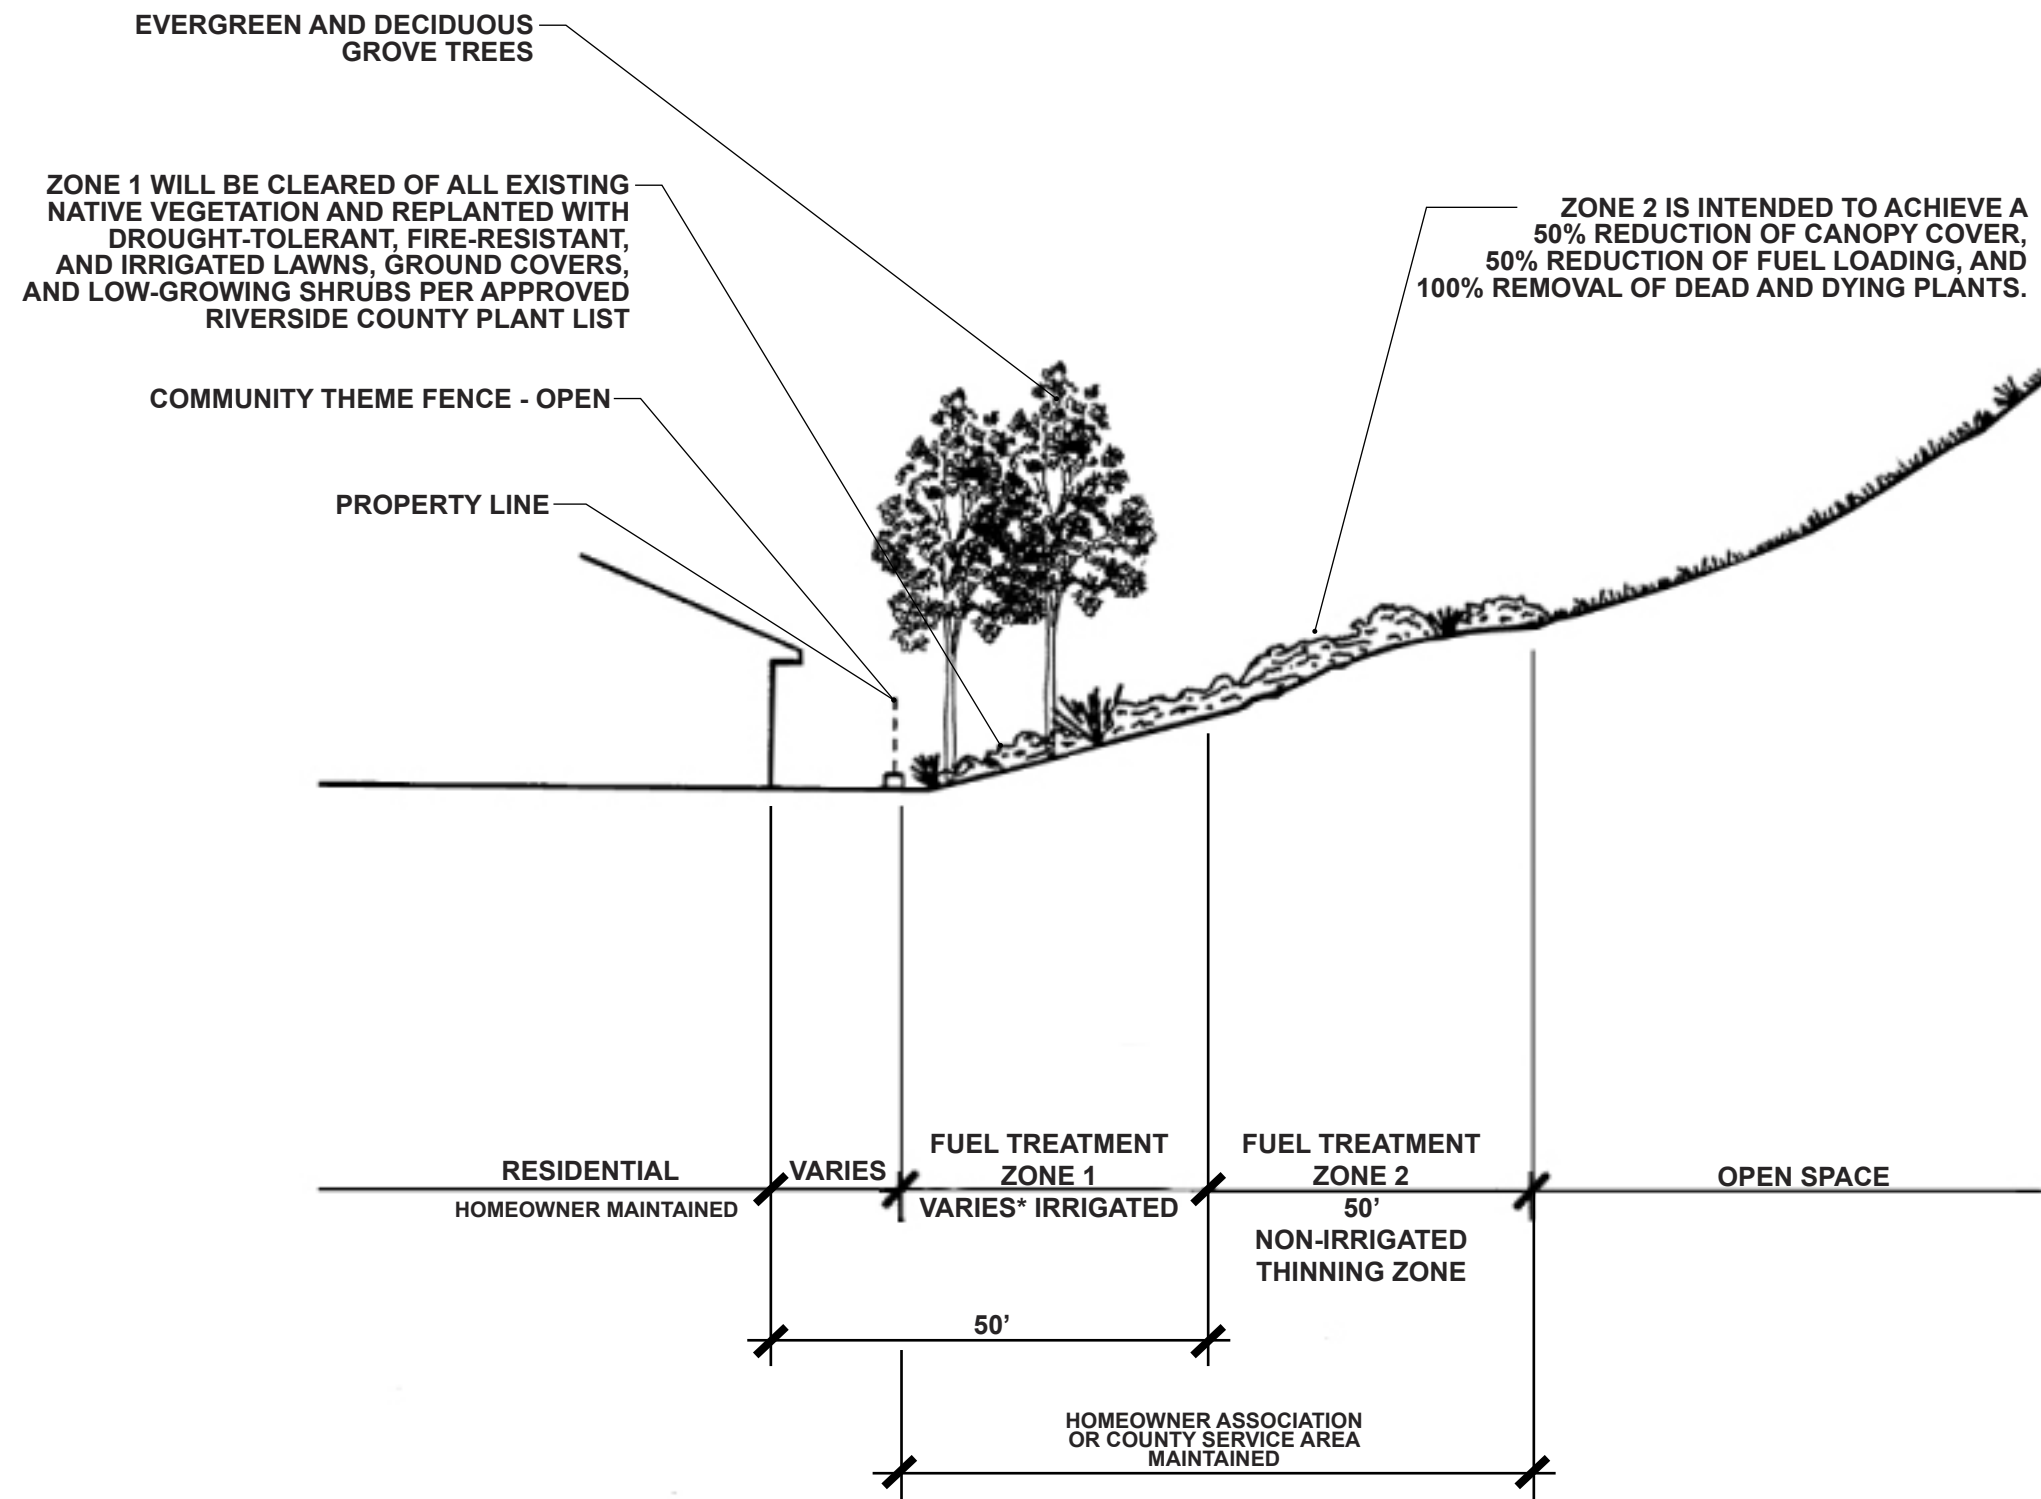 EVERGREEN AND DECIDUOUS
GROVE TREES
ZONE 1 WILL BE CLEARED OF ALL EXISTING
NATIVE VEGETATION AND REPLANTED WITH
DROUGHT-TOLERANT, FIRE-RESISTANT,
AND IRRIGATED LAWNS, GROUND COVERS,
AND LOW-GROWING SHRUBS PER APPROVED
RIVERSIDE COUNTY PLANT LIST
ZONE 2 IS INTENDED TO ACHIEVE A
50% REDUCTION OF CANOPY COVER,
50% REDUCTION OF FUEL LOADING, AND
100% REMOVAL OF DEAD AND DYING PLANTS.
COMMUNITY THEME FENCE - OPEN
PROPERTY LINE
RESIDENTIAL
HOMEOWNER MAINTAINED
VARIES
FUEL TREATMENT
ZONE 1
VARIES* IRRIGATED
FUEL TREATMENT
ZONE 2
50’
NON-IRRIGATED
THINNING ZONE
OPEN SPACE
50’
HOMEOWNER ASSOCIATION
OR COUNTY SERVICE AREA
MAINTAINED